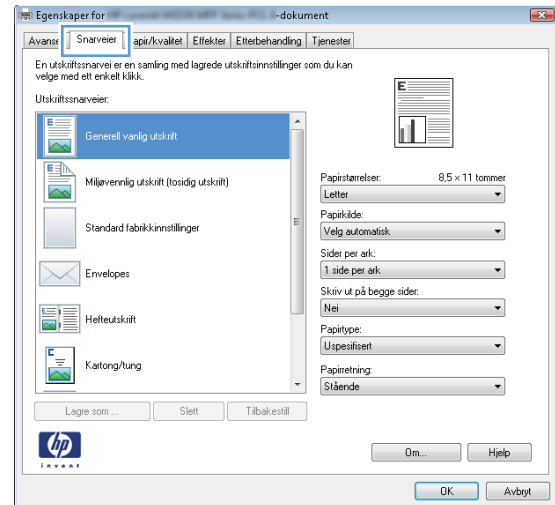 Egenskaper for -dokument
Avanse Snarveier apir/kvalitet Effekter Etterbehandling Tjenester
En utskriftssnarvei er en samling med lagrede utskriftsinnstillinger som du kan
velge med ett enkelt klikk.
Utskriftssnarveier:
Generell vanlig utskrift
Miljøvennlig utskrift (tosidig utskrift)
Standard fabrikkinnstillinger
Envelopes
Hefteutskrift
Kartong/tung
Lagre som ... Slett Tilbakestill
E
Papirstørrelser: 8,5 × 11 tommer
Letter
Papirkilde:
Velg automatisk
Sider per ark:
1 side per ark
Skriv ut på begge sider:
Nei
Papirtype:
Uspesifisert
Papirretning:
Stående
hp
invent
Om... Hjelp
OK Avbryt